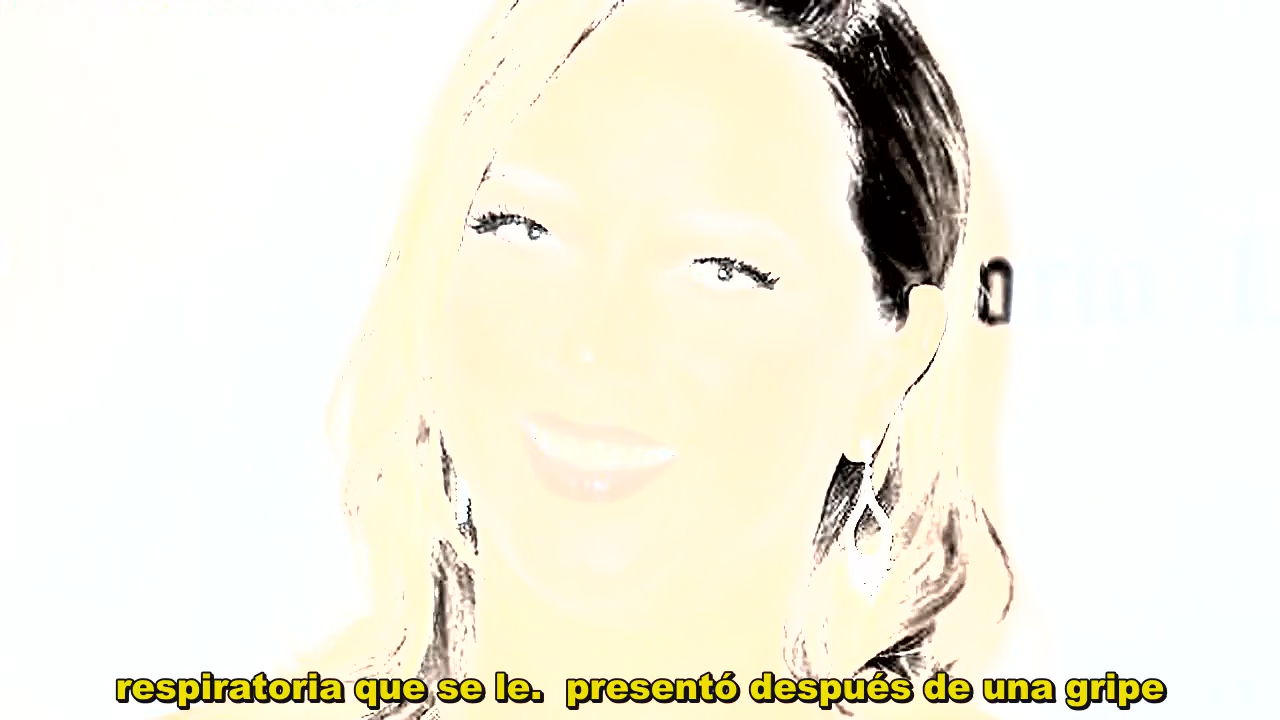 respiratoria que se le.  presentó después de una gripe